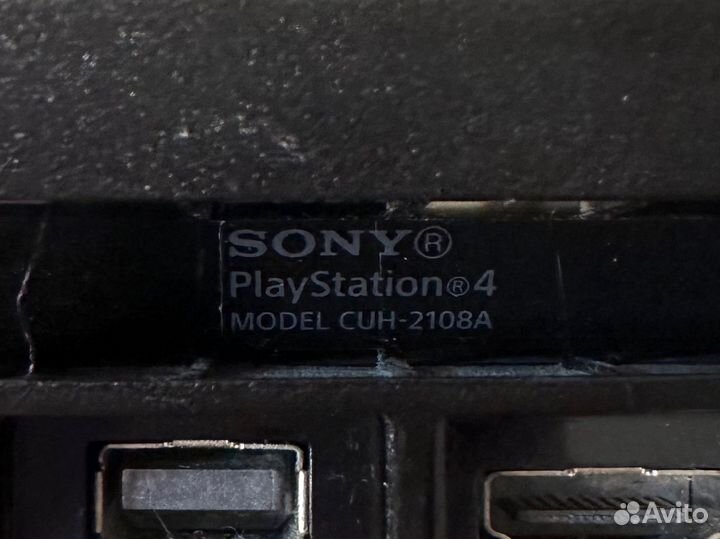 SONY®
PlayStation®4
MODEL CUH-2108A
Avito